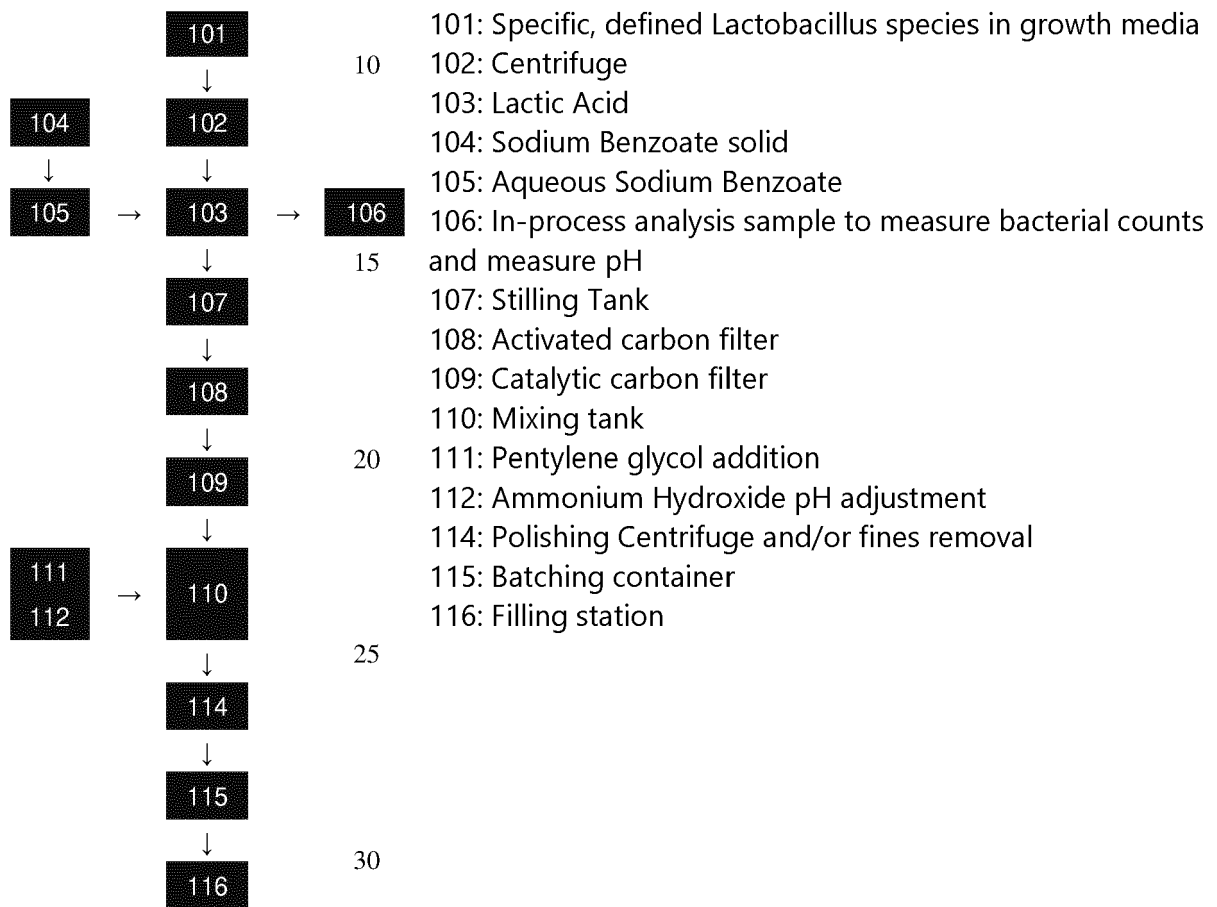 101
↓
102
↓
104
↓
105
→
103
→
106
↓
107
↓
108
↓
109
↓
111
112
→
110
↓
114
↓
115
↓
116
10
15
20
25
30
101: Specific, defined Lactobacillus species in growth media
102: Centrifuge
103: Lactic Acid
104: Sodium Benzoate solid
105: Aqueous Sodium Benzoate
106: In-process analysis sample to measure bacterial counts
and measure pH
107: Stilling Tank
108: Activated carbon filter
109: Catalytic carbon filter
110: Mixing tank
111: Pentylene glycol addition
112: Ammonium Hydroxide pH adjustment
114: Polishing Centrifuge and/or fines removal
115: Batching container
116: Filling station